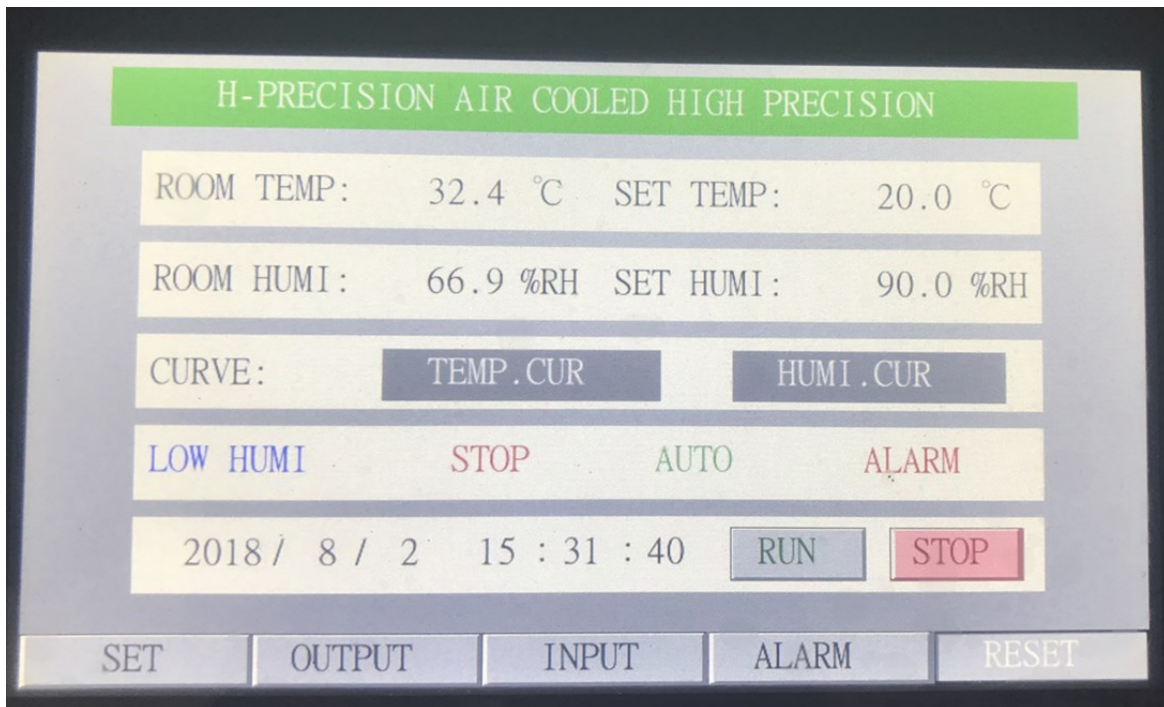 H-PRECISION AIR COOLED HIGH PRECISION
ROOM TEMP: 32.4 ℃ SET TEMP: 20.0 ℃
ROOM HUMI: 66.9 %RH SET HUMI: 90.0 %RH
CURVE: TEMP.CUR HUMI.CUR
LOW HUMI STOP AUTO ALARM
2018/ 8/ 2 15 : 31 : 40 RUN STOP
SET OUTPUT INPUT ALARM RESET